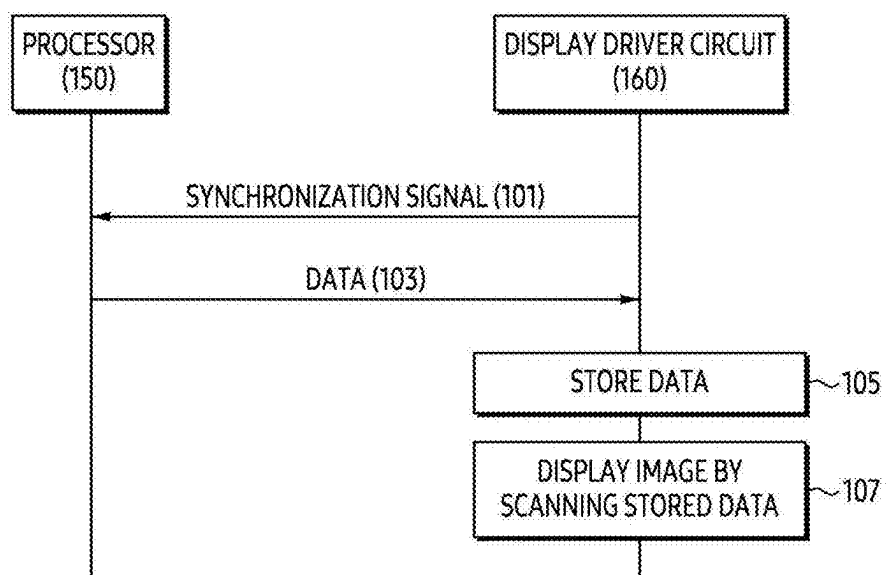 PROCESSOR
(150)
DISPLAY DRIVER CIRCUIT
(160)
SYNCHRONIZATION SIGNAL (101)
DATA (103)
STORE DATA
105
DISPLAY IMAGE BY
SCANNING STORED DATA
107